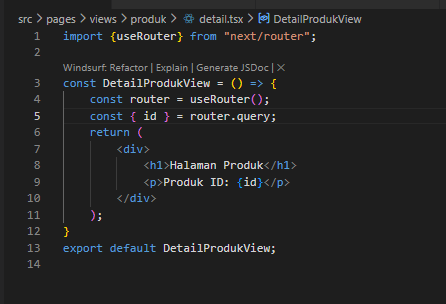 src > pages > views > produk > detail.tsx > DetailProdukView
1 import {useRouter} from "next/router";
2
Windsurf: Refactor | Explain | Generate JSDoc | ×
3 const DetailProdukView = () => {
4 const router = useRouter();
5 const { id } = router.query;
6 return (
7 <div>
8 <h1>Halaman Produk</h1>
9 <p>Produk ID: {id}</p>
10 </div>
11 );
12 }
13 export default DetailProdukView;
14